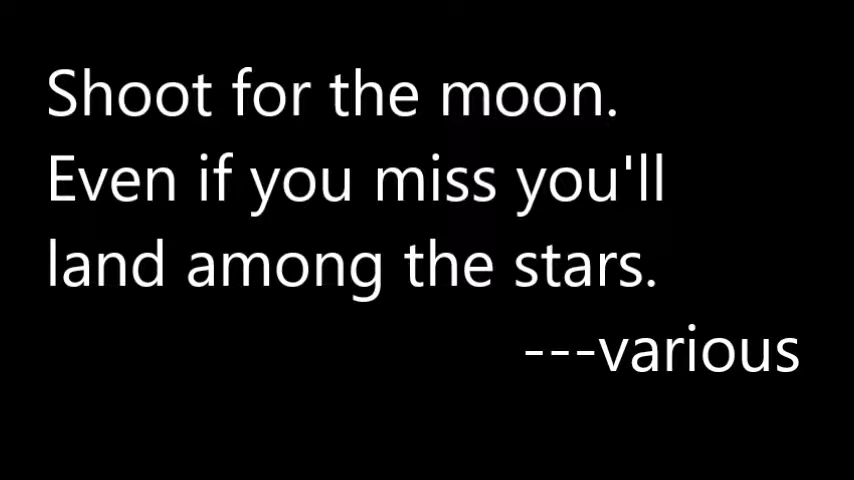 Shoot for the moon.
Even if you miss you'll
land among the stars.
---various